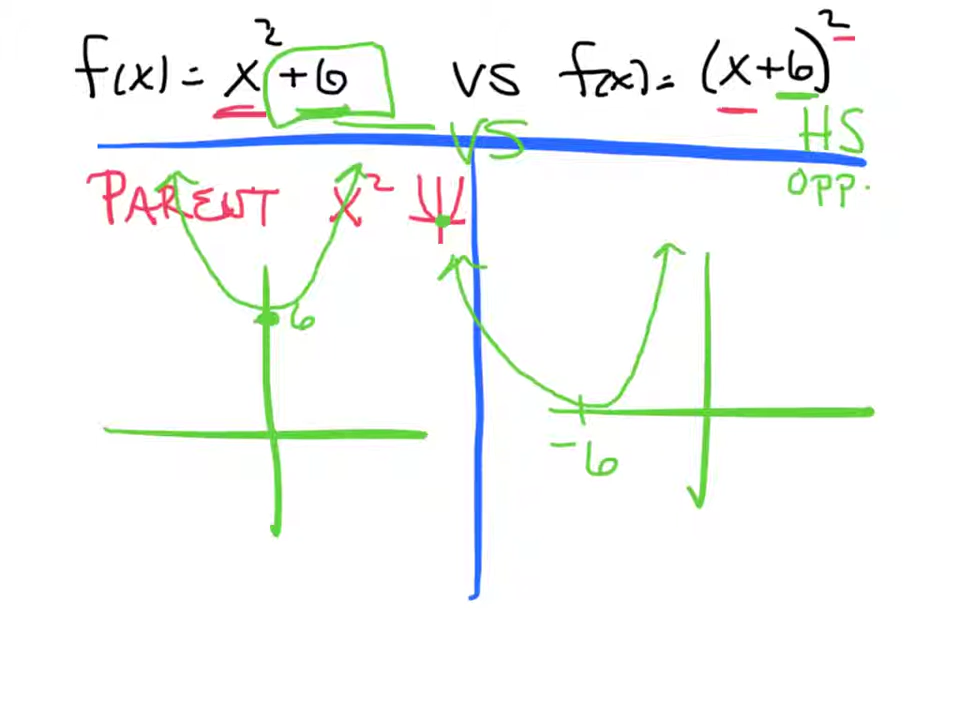 f(x) = x² + 6 VS f(x) = (x+6)²
VS HS
PARENT x² Opp.
6
-6